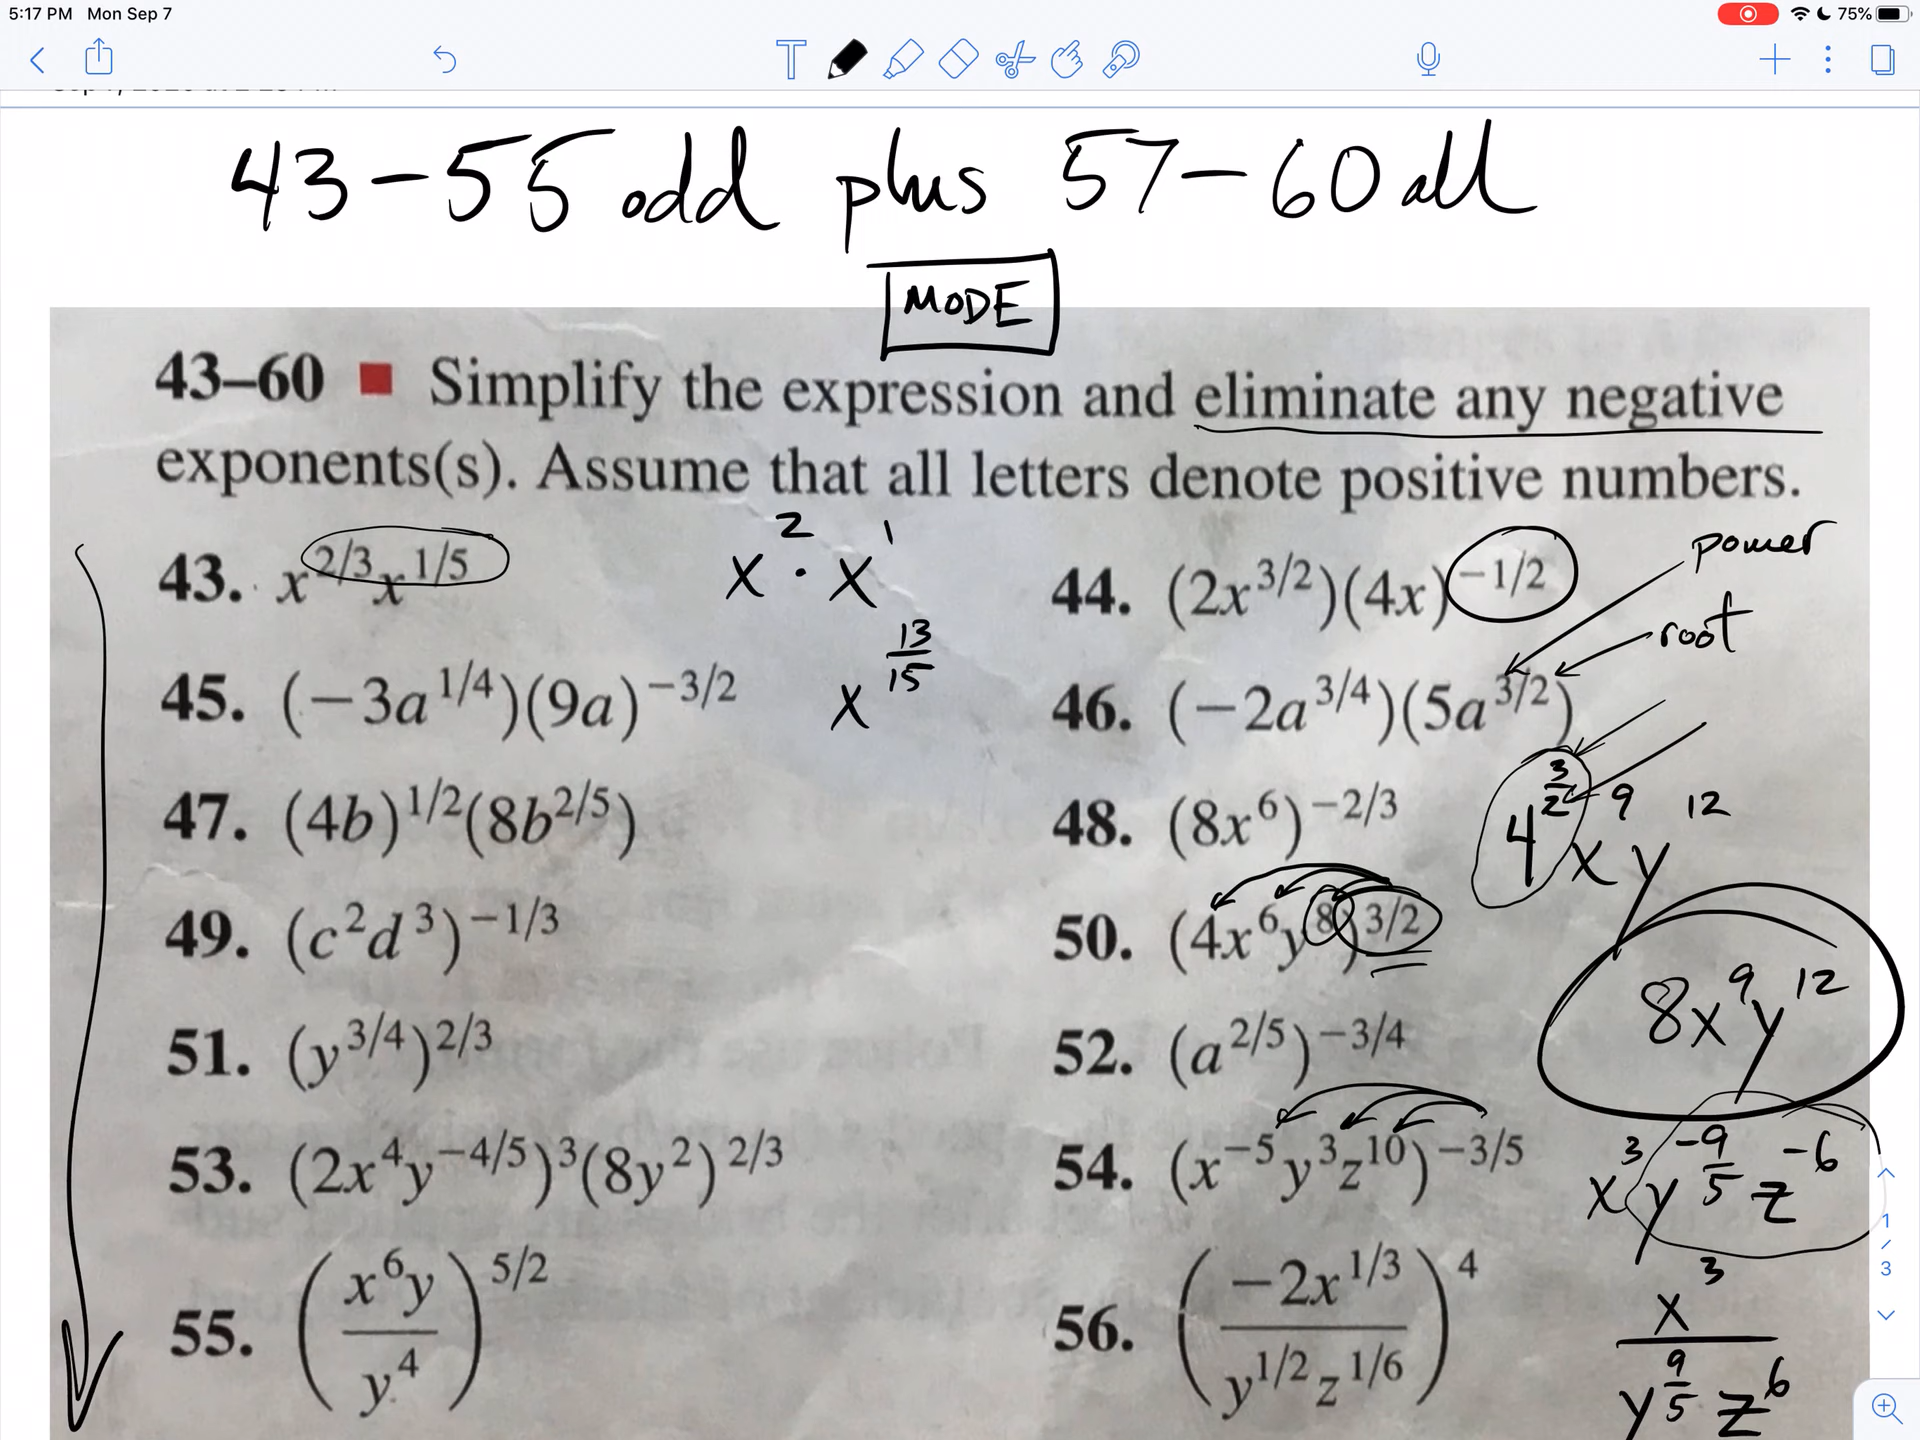 5:17 PM Mon Sep 7
75%
43-55 odd plus 57-60 all
MODE
43–60 ■ Simplify the expression and eliminate any negative
exponents(s). Assume that all letters denote positive numbers.
43. x^{2/3}x^{1/5}
x^2 · x^1
x^{13/15}
44. (2x^{3/2})(4x)^{−1/2}
power
root
45. (−3a^{1/4})(9a)^{−3/2}
46. (−2a^{3/4})(5a^{3/2})
47. (4b)^{1/2}(8b^{2/5})
48. (8x^6)^{−2/3}
4^{3/2} x^9 y^{12}
49. (c^2d^3)^{−1/3}
50. (4x^6y^8)^{3/2}
8x^9y^{12}
51. (y^{3/4})^{2/3}
52. (a^{2/5})^{−3/4}
53. (2x^4y^{−4/5})^3(8y^2)^{2/3}
54. (x^{−5}y^3z^{10})^{−3/5}
x^3 y^{-9/5} z^{-6}
55. (x^6y / y^4)^{5/2}
56. (−2x^{1/3} / y^{1/2}z^{1/6})^4
x^3 / y^{9/5} z^6
1/3